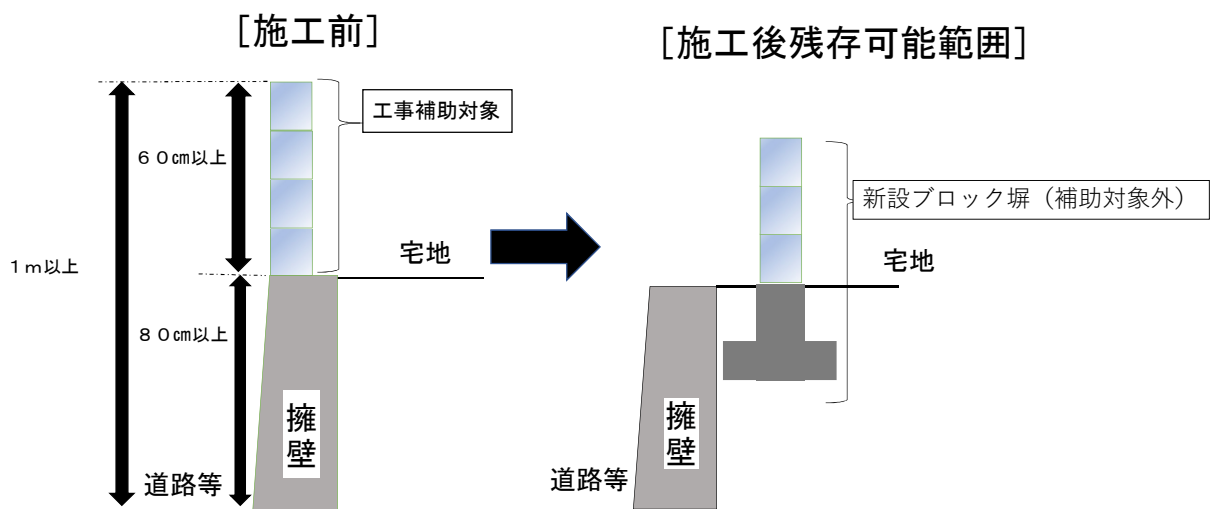 ［施工前］
工事補助対象
６０㎝以上
１ｍ以上
宅地
８０㎝以上
擁壁
道路等
［施工後残存可能範囲］
新設ブロック塀（補助対象外）
宅地
擁壁
道路等